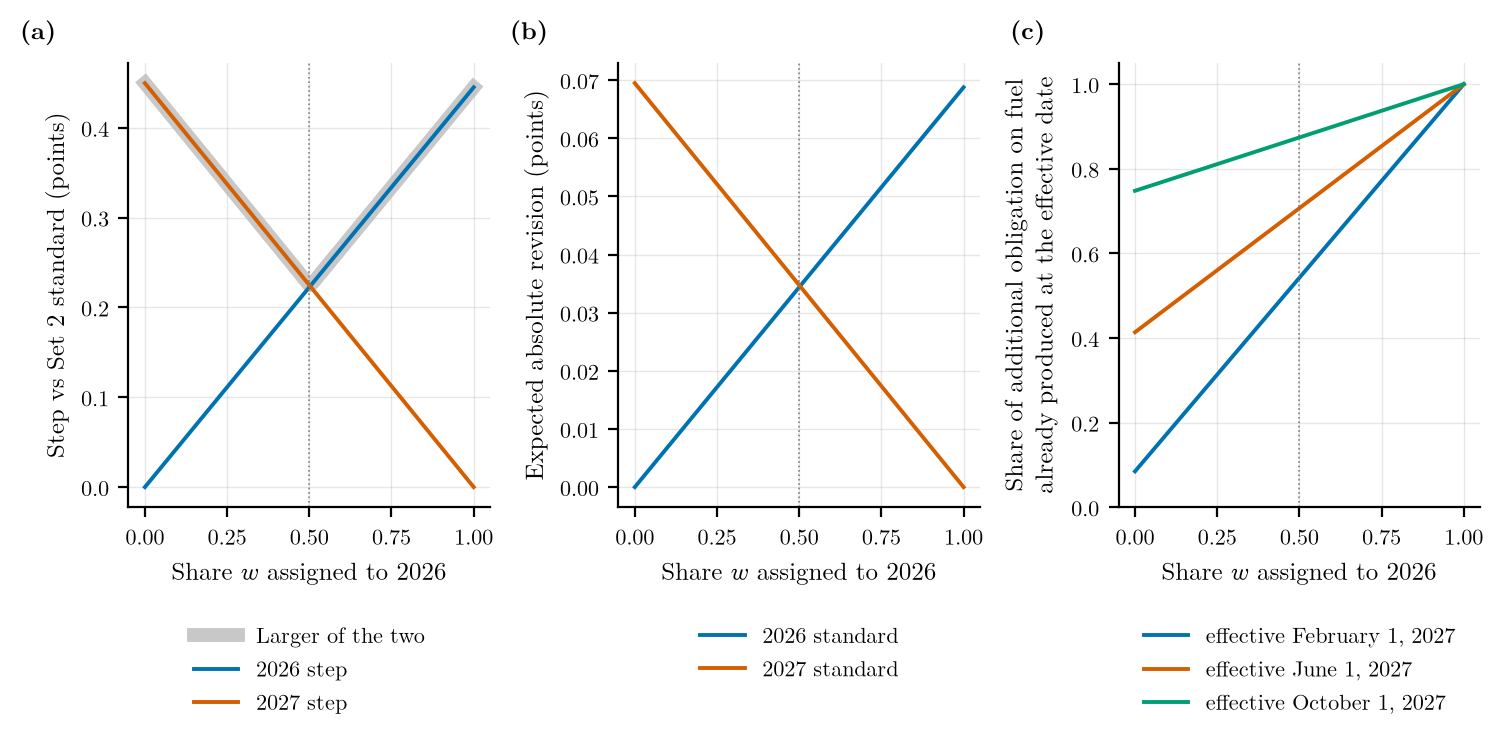 (a)
Step vs Set 2 standard (points)
0.4
0.3
0.2
0.1
0.0
0.00 0.25 0.50 0.75 1.00
Share w assigned to 2026
Larger of the two
2026 step
2027 step
(b)
Expected absolute revision (points)
0.07
0.06
0.05
0.04
0.03
0.02
0.01
0.00
0.00 0.25 0.50 0.75 1.00
Share w assigned to 2026
2026 standard
2027 standard
(c)
Share of additional obligation on fuel
already produced at the effective date
1.0
0.8
0.6
0.4
0.2
0.0
0.00 0.25 0.50 0.75 1.00
Share w assigned to 2026
effective February 1, 2027
effective June 1, 2027
effective October 1, 2027